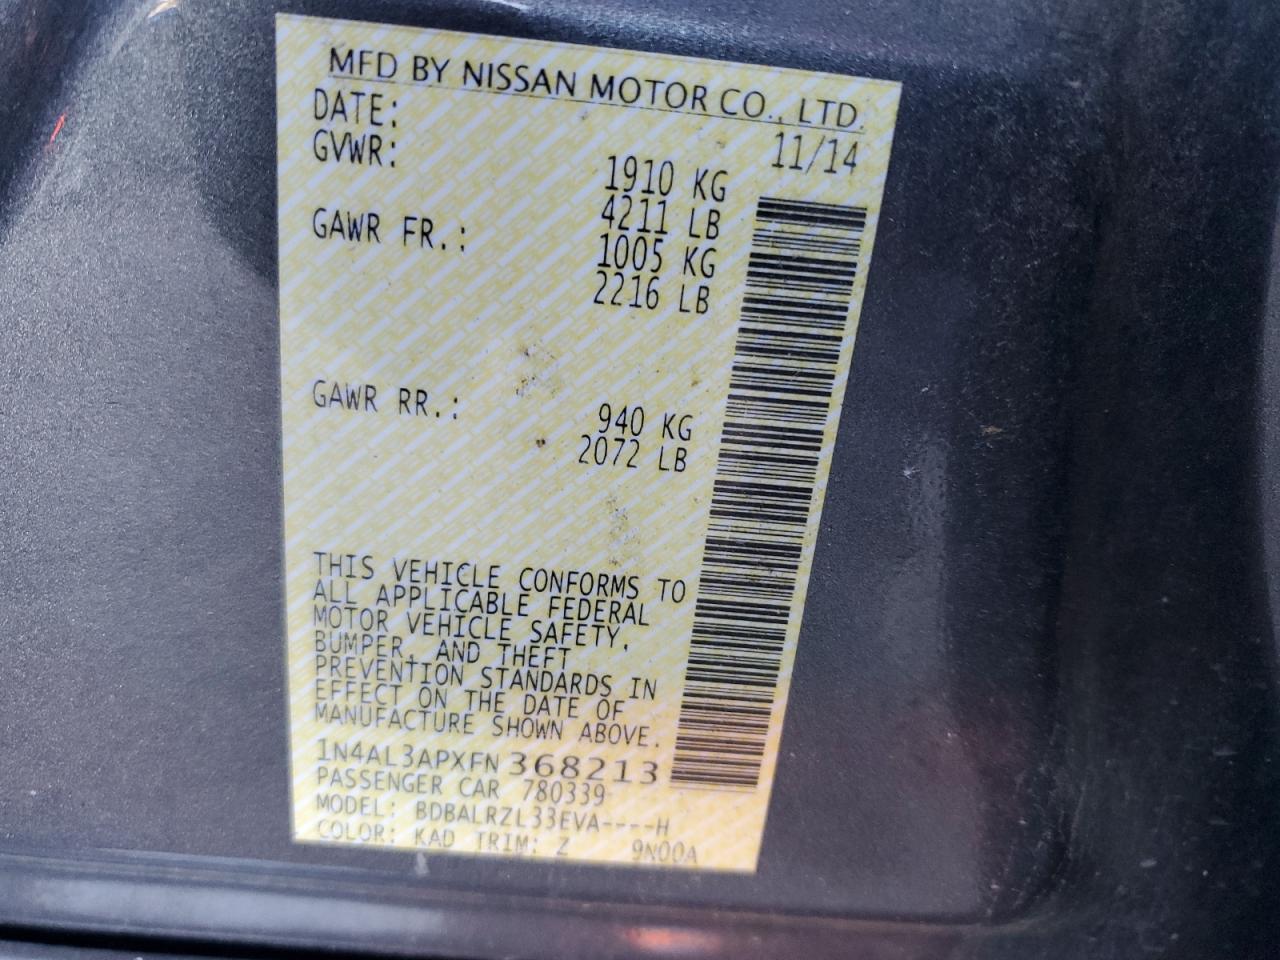 MFD BY NISSAN MOTOR CO., LTD.
DATE: 11/14
GVWR: 1910 KG
4211 LB
GAWR FR.: 1005 KG
2216 LB
GAWR RR.: 940 KG
2072 LB
THIS VEHICLE CONFORMS TO
ALL APPLICABLE FEDERAL
MOTOR VEHICLE SAFETY,
BUMPER, AND THEFT
PREVENTION STANDARDS IN
EFFECT ON THE DATE OF
MANUFACTURE SHOWN ABOVE.
1N4AL3APXFN368213
PASSENGER CAR 780339
MODEL: BDBALRZL33EVA----H
COLOR: KAD TRIM: Z 9N00A